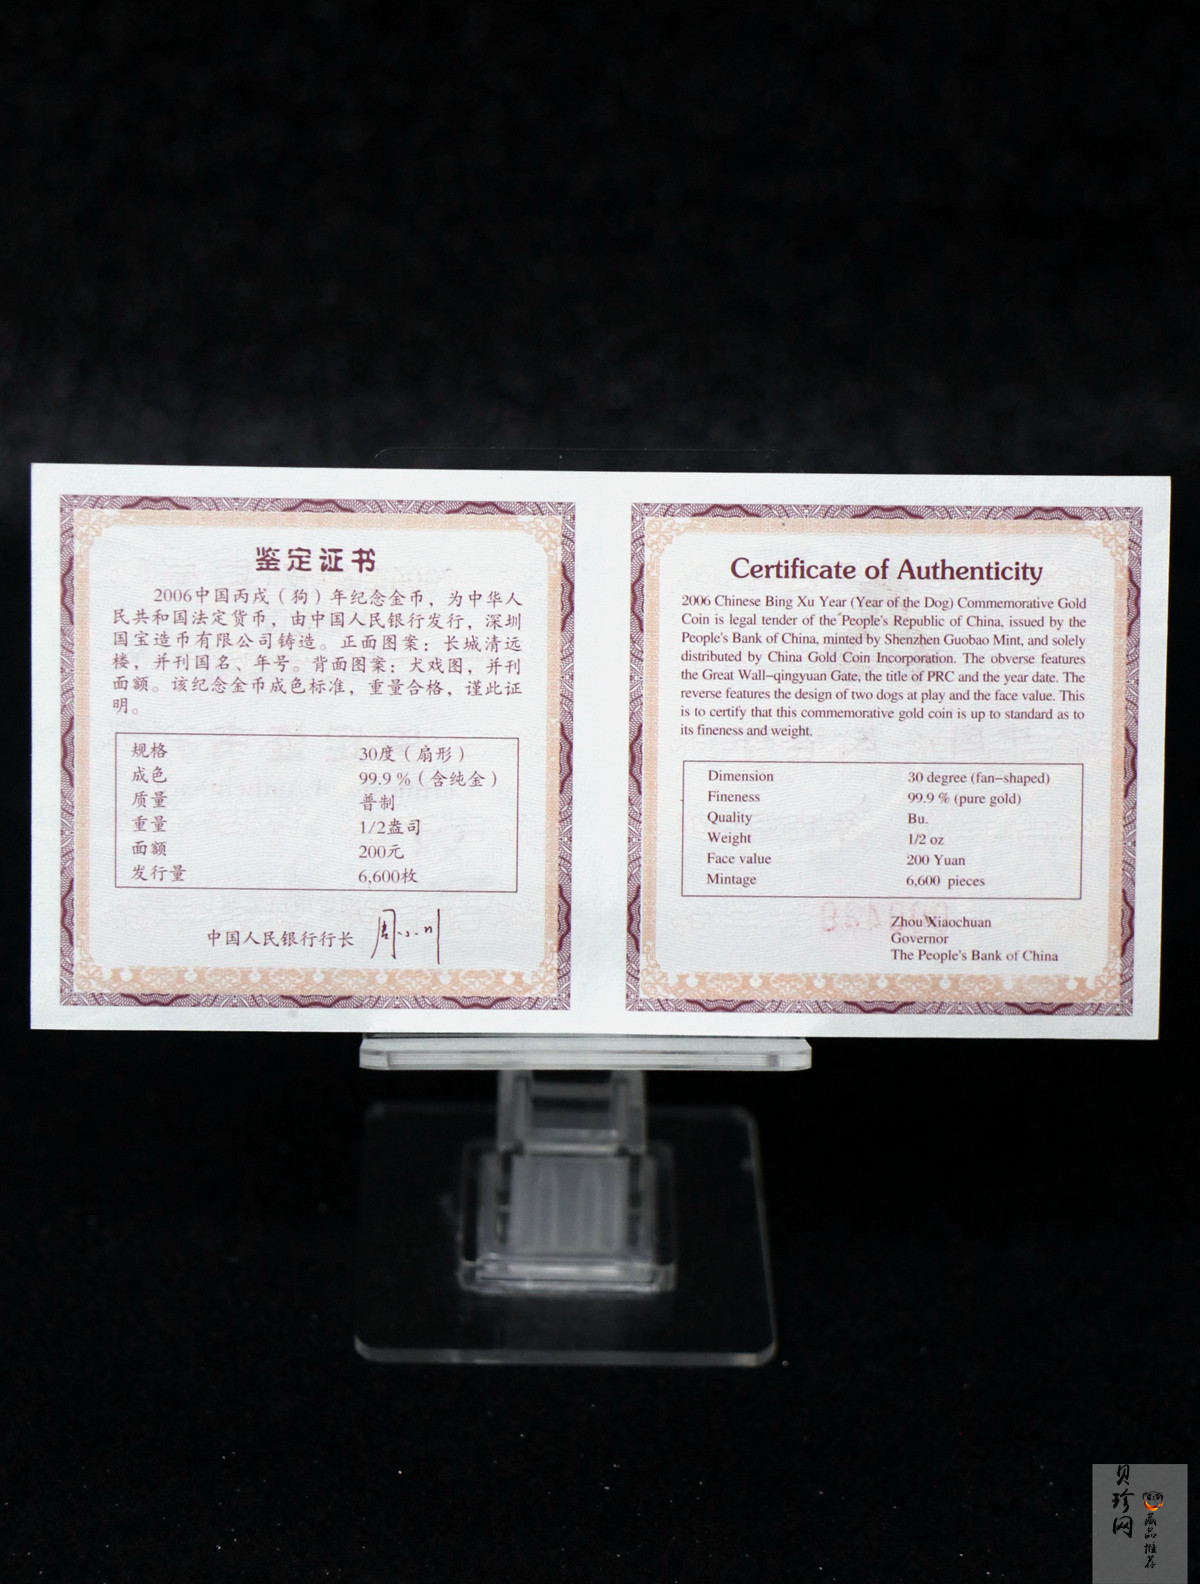 鉴定证书
2006中国丙戌（狗）年纪念金币，为中华人
民共和国法定货币，由中国人民银行发行，深圳
国宝造币有限公司铸造。正面图案：长城清远
楼，并刊国名、年号。背面图案：犬戏图，并刊
面额。该纪念金币成色标准，重量合格，谨此证
明。
规格 30度（扇形）
成色 99.9 %（含纯金）
质量 普制
重量 1/2盎司
面额 200元
发行量 6,600枚
中国人民银行行长 周小川
Certificate of Authenticity
2006 Chinese Bing Xu Year (Year of the Dog) Commemorative Gold
Coin is legal tender of the People's Republic of China, issued by the
People's Bank of China, minted by Shenzhen Guobao Mint, and solely
distributed by China Gold Coin Incorporation. The obverse features
the Great Wall-qingyuan Gate, the title of PRC and the year date. The
reverse features the design of two dogs at play and the face value. This
is to certify that this commemorative gold coin is up to standard as to
its fineness and weight.
Dimension 30 degree (fan-shaped)
Fineness 99.9 % (pure gold)
Quality Bu.
Weight 1/2 oz
Face value 200 Yuan
Mintage 6,600 pieces
Zhou Xiaochuan
Governor
The People's Bank of China
贝珍网
藏品推荐